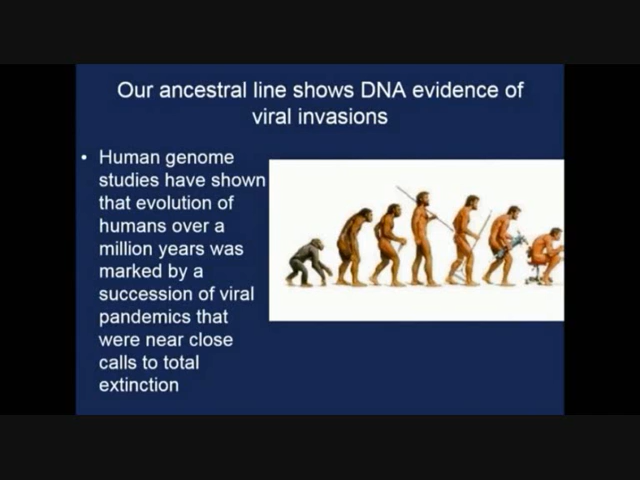 Our ancestral line shows DNA evidence of
viral invasions
• Human genome
studies have shown
that evolution of
humans over a
million years was
marked by a
succession of viral
pandemics that
were near close
calls to total
extinction